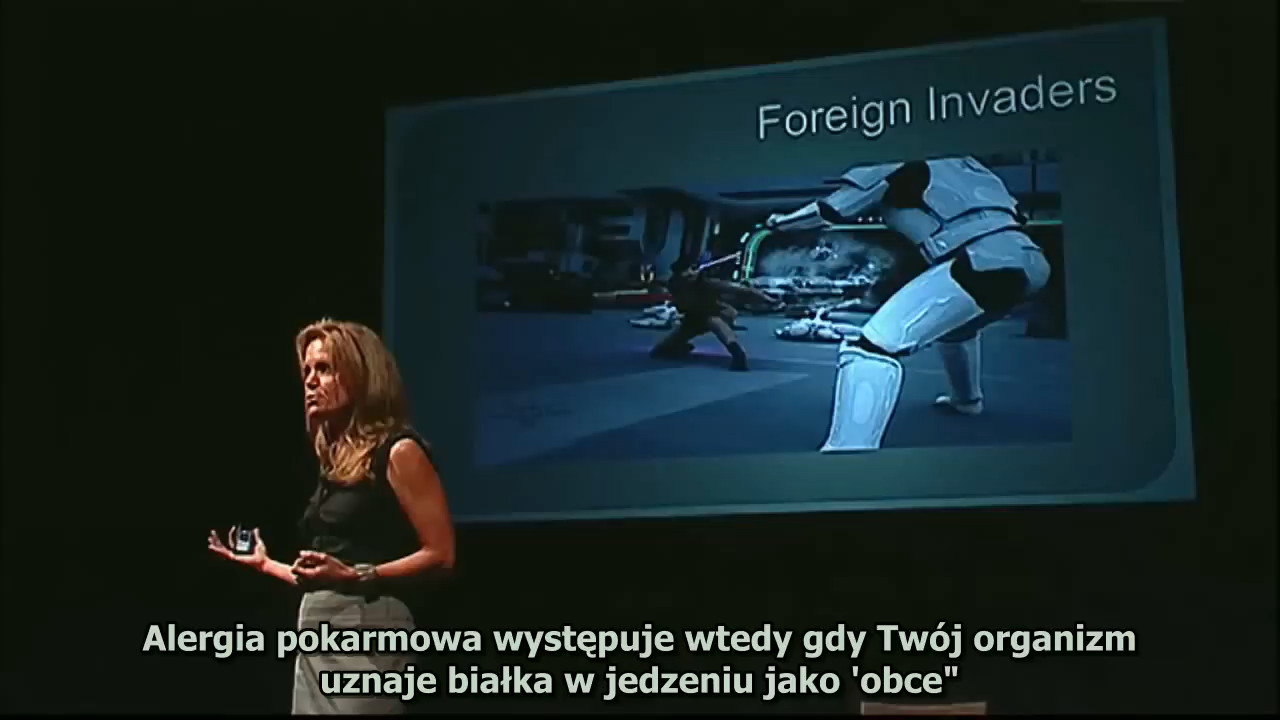 Foreign Invaders
Alergia pokarmowa występuje wtedy gdy Twój organizm
uznaje białka w jedzeniu jako 'obce"